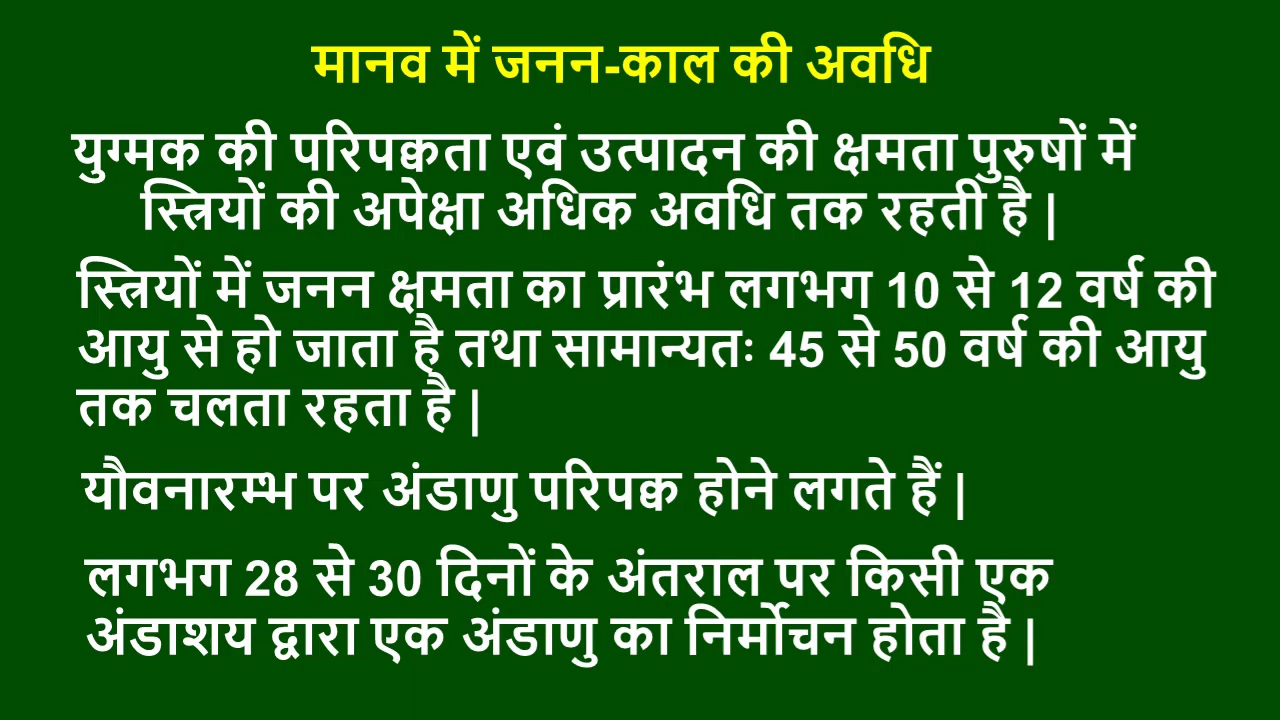 मानव में जनन-काल की अवधि
युग्मक की परिपक्वता एवं उत्पादन की क्षमता पुरुषों में
स्त्रियों की अपेक्षा अधिक अवधि तक रहती है |
स्त्रियों में जनन क्षमता का प्रारंभ लगभग 10 से 12 वर्ष की
आयु से हो जाता है तथा सामान्यतः 45 से 50 वर्ष की आयु
तक चलता रहता है |
यौवनारम्भ पर अंडाणु परिपक्व होने लगते हैं |
लगभग 28 से 30 दिनों के अंतराल पर किसी एक
अंडाशय द्वारा एक अंडाणु का निर्मोचन होता है |